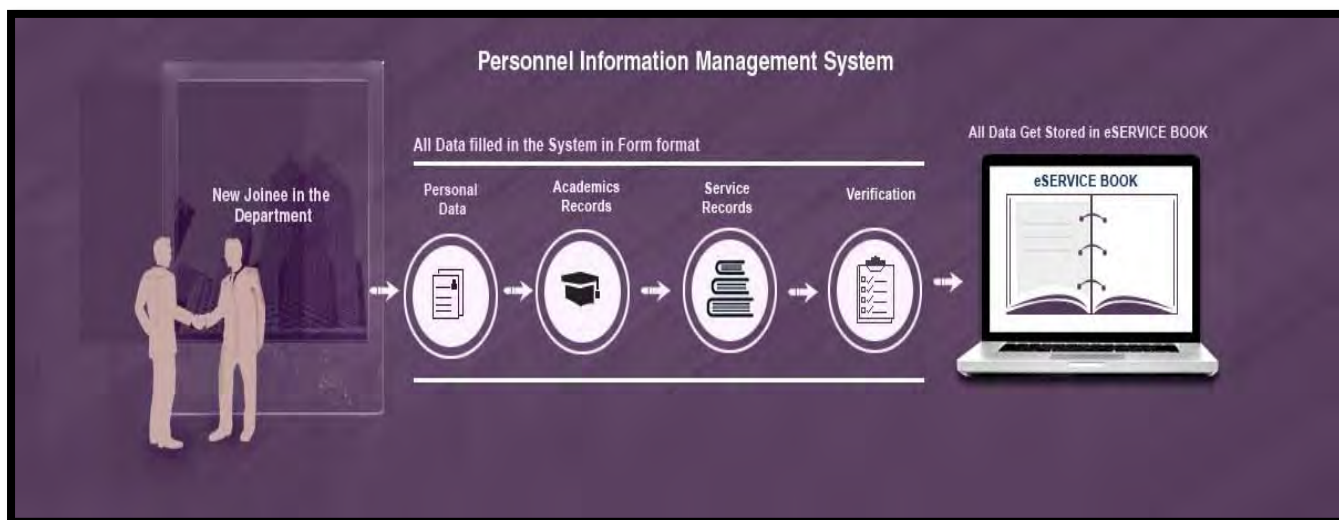 Personnel Information Management System
All Data filled in the System in Form format
All Data Get Stored in eSERVICE BOOK
New Joinee in the
Department
Personal
Data
Academics
Records
Service
Records
Verification
eSERVICE BOOK